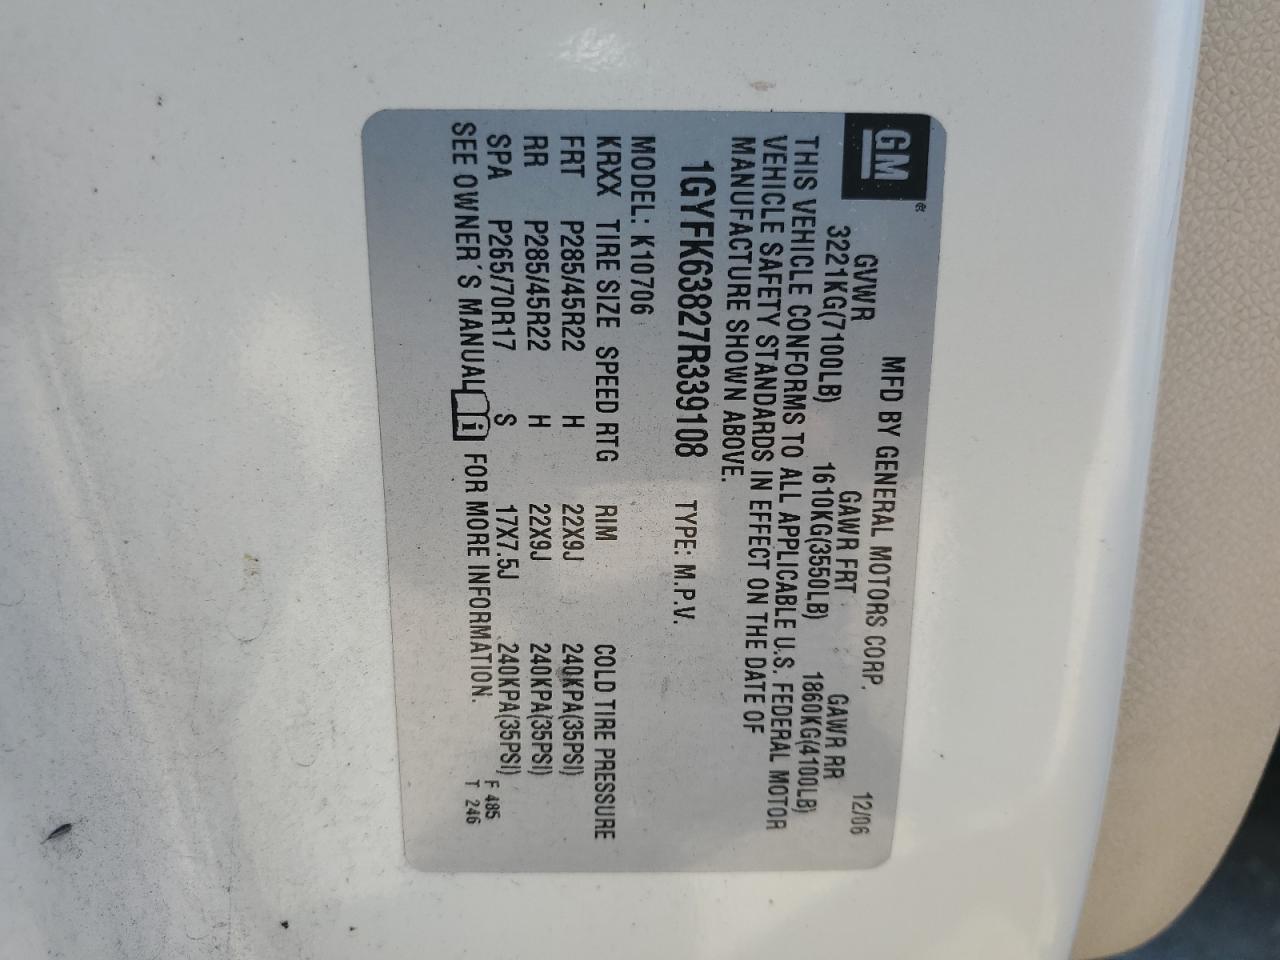 GM
MFD BY GENERAL MOTORS CORP. 12/06
GVWR GAWR FRT GAWR RR
3221KG(7100LB) 1610KG(3550LB) 1860KG(4100LB)
THIS VEHICLE CONFORMS TO ALL APPLICABLE U.S. FEDERAL MOTOR
VEHICLE SAFETY STANDARDS IN EFFECT ON THE DATE OF
MANUFACTURE SHOWN ABOVE.
1GYFK63827R339108 TYPE: M.P.V.
MODEL: K10706
KRXX TIRE SIZE SPEED RTG RIM COLD TIRE PRESSURE
FRT P285/45R22 H 22X9J 240KPA(35PSI)
RR P285/45R22 H 22X9J 240KPA(35PSI)
SPA P265/70R17 S 17X7.5J 240KPA(35PSI)
SEE OWNER'S MANUAL i FOR MORE INFORMATION.
F 485
T 246